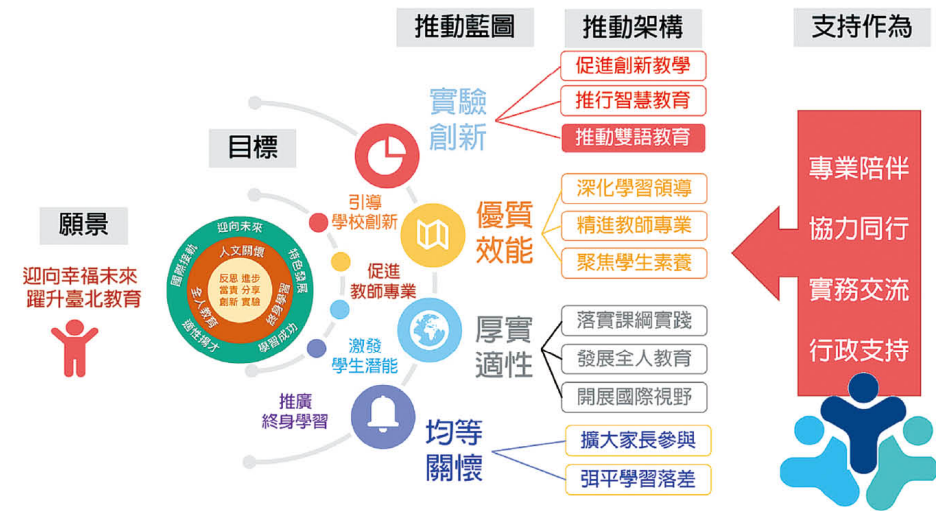 推動藍圖
推動架構
支持作為
目標
願景
迎向幸福未來
躍升臺北教育
迎向未來
特色發展
學習成功
適性揚才
國際接軌
人文關懷
終身學習
全人教育
反思 進步
當責 分享
創新 實驗
引導
學校創新
促進
教師專業
激發
學生潛能
推廣
終身學習
實驗
創新
促進創新教學
推行智慧教育
推動雙語教育
優質
效能
深化學習領導
精進教師專業
聚焦學生素養
厚實
適性
落實課綱實踐
發展全人教育
開展國際視野
均等
關懷
擴大家長參與
弭平學習落差
專業陪伴
協力同行
實務交流
行政支持